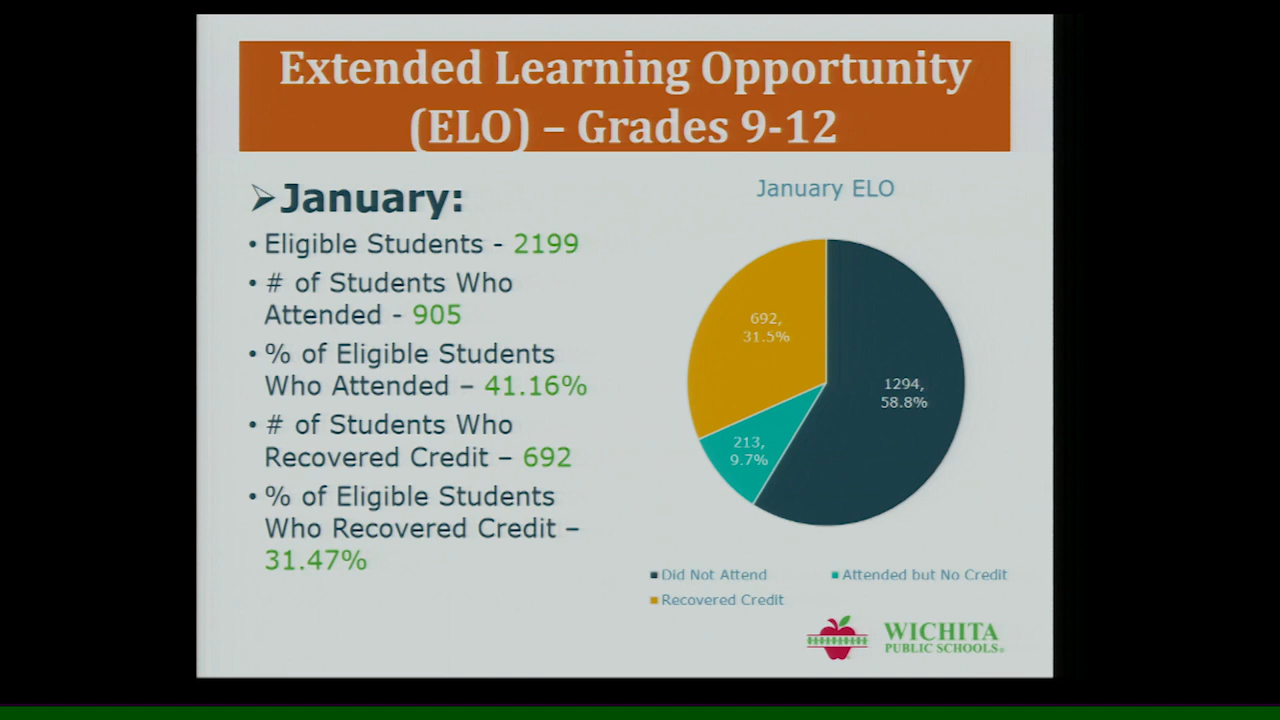 Extended Learning Opportunity
(ELO) – Grades 9-12
January:
• Eligible Students - 2199
• # of Students Who
Attended - 905
• % of Eligible Students
Who Attended – 41.16%
• # of Students Who
Recovered Credit – 692
• % of Eligible Students
Who Recovered Credit –
31.47%
January ELO
692,
31.5%
1294,
58.8%
213,
9.7%
Did Not Attend
Attended but No Credit
Recovered Credit
WICHITA
PUBLIC SCHOOLS